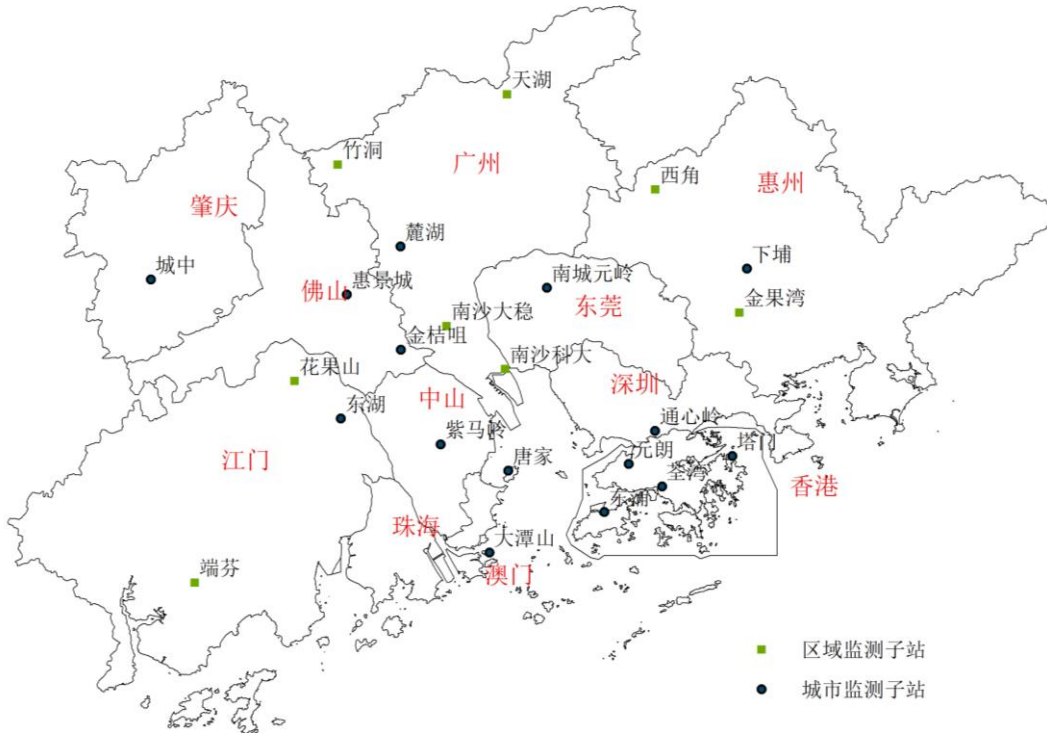 天湖
竹洞
广州
西角
惠州
肇庆
麓湖
城中
惠景城
佛山
南城元岭
下埔
东莞
金果湾
南沙大稳
金桔咀
南沙科大
花果山
深圳
中山
东湖
通心岭
紫马岭
元朗
塔门
江门
唐家
荃湾
香港
东涌
珠海
大潭山
澳门
端芬
区域监测子站
城市监测子站